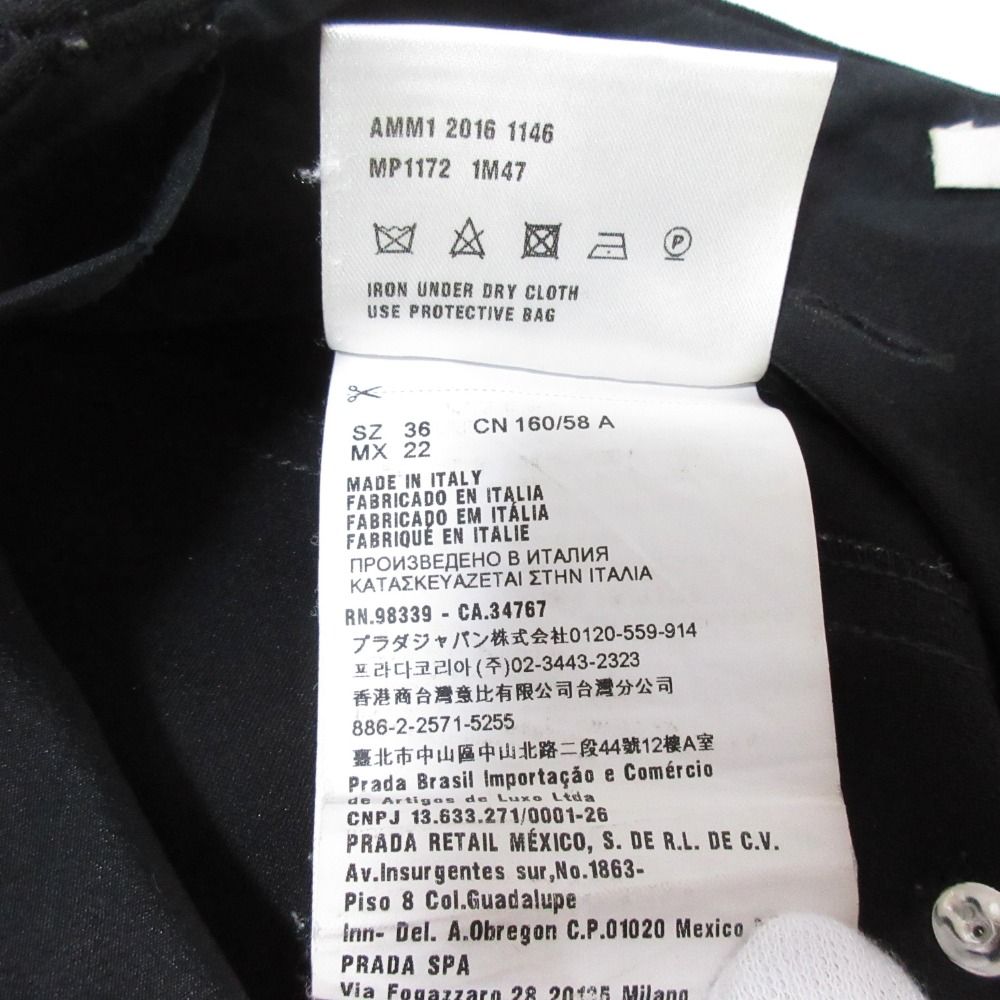 AMM1 2016 1146
MP1172 1M47
P
IRON UNDER DRY CLOTH
USE PROTECTIVE BAG
SZ 36 CN 160/58 A
MX 22
MADE IN ITALY
FABRICADO EN ITALIA
FABRICADO EM ITÁLIA
FABRIQUÉ EN ITALIE
ПРОИЗВЕДЕНО В ИТАЛИЯ
ΚΑΤΑΣΚΕΥΑΖΕΤΑΙ ΣΤΗΝ ΙΤΑΛΙΑ
RN.98339 - CA.34767
プラダジャパン株式会社0120-559-914
프라다코리아(주)02-3443-2323
香港商台灣意比有限公司台灣分公司
886-2-2571-5255
臺北市中山區中山北路二段44號12樓A室
Prada Brasil Importação e Comércio
de Artigos de Luxo Ltda
CNPJ 13.633.271/0001-26
PRADA RETAIL MÉXICO, S. DE R.L. DE C.V.
Av.Insurgentes sur,No.1863-
Piso 8 Col.Guadalupe
Inn- Del. A.Obregon C.P.01020 Mexico
PRADA SPA
Via Fogazzaro 28 20135 Milano